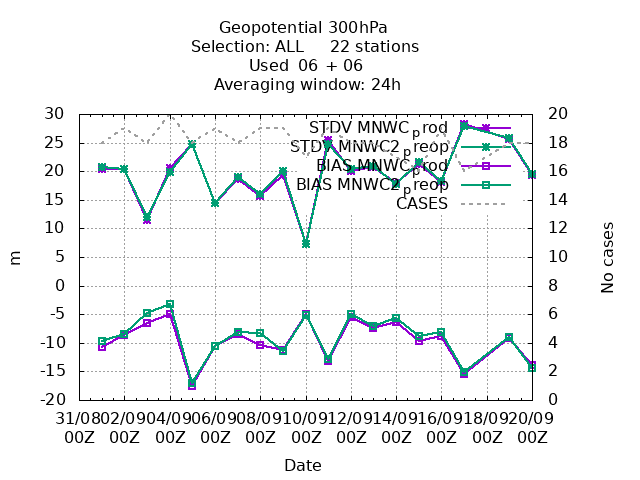 Geopotential 300hPa
Selection: ALL 22 stations
Used 06 + 06
Averaging window: 24h
30 20
25 18
20 16
15 14
10 12
5 10
0 8
-5 6
-10 4
-15 2
-20 0
STDV MNWC_prod
STDV MNWC2_preop
BIAS MNWC_prod
BIAS MNWC2_preop
CASES
m
No cases
31/08 02/09 04/09 06/09 08/09 10/09 12/09 14/09 16/09 18/09 20/09
00Z 00Z 00Z 00Z 00Z 00Z 00Z 00Z 00Z 00Z 00Z
Date